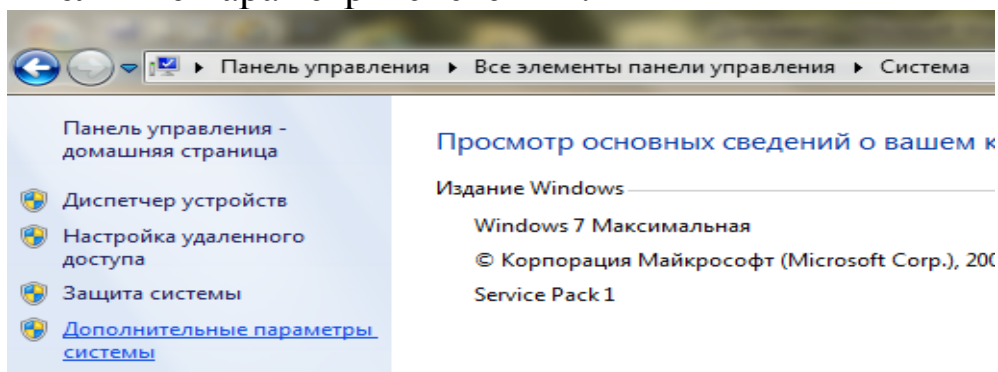 Панель управления ▸ Все элементы панели управления ▸ Система
Панель управления -
домашняя страница
Диспетчер устройств
Настройка удаленного
доступа
Защита системы
Дополнительные параметры
системы
Просмотр основных сведений о вашем к
Издание Windows
Windows 7 Максимальная
© Корпорация Майкрософт (Microsoft Corp.), 200
Service Pack 1